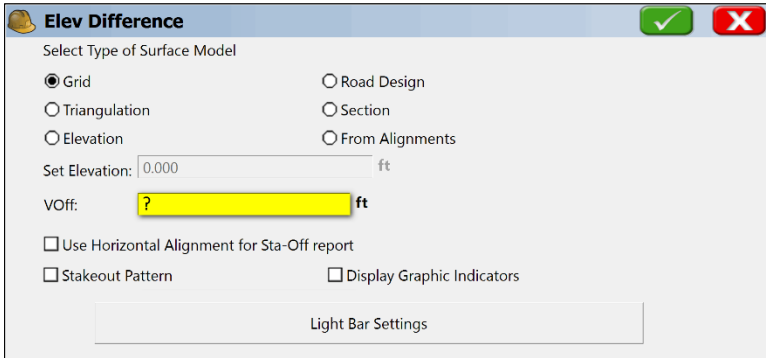 Elev Difference
Select Type of Surface Model
Grid Road Design
Triangulation Section
Elevation From Alignments
Set Elevation: 0.000 ft
VOff: ? ft
Use Horizontal Alignment for Sta-Off report
Stakeout Pattern Display Graphic Indicators
Light Bar Settings